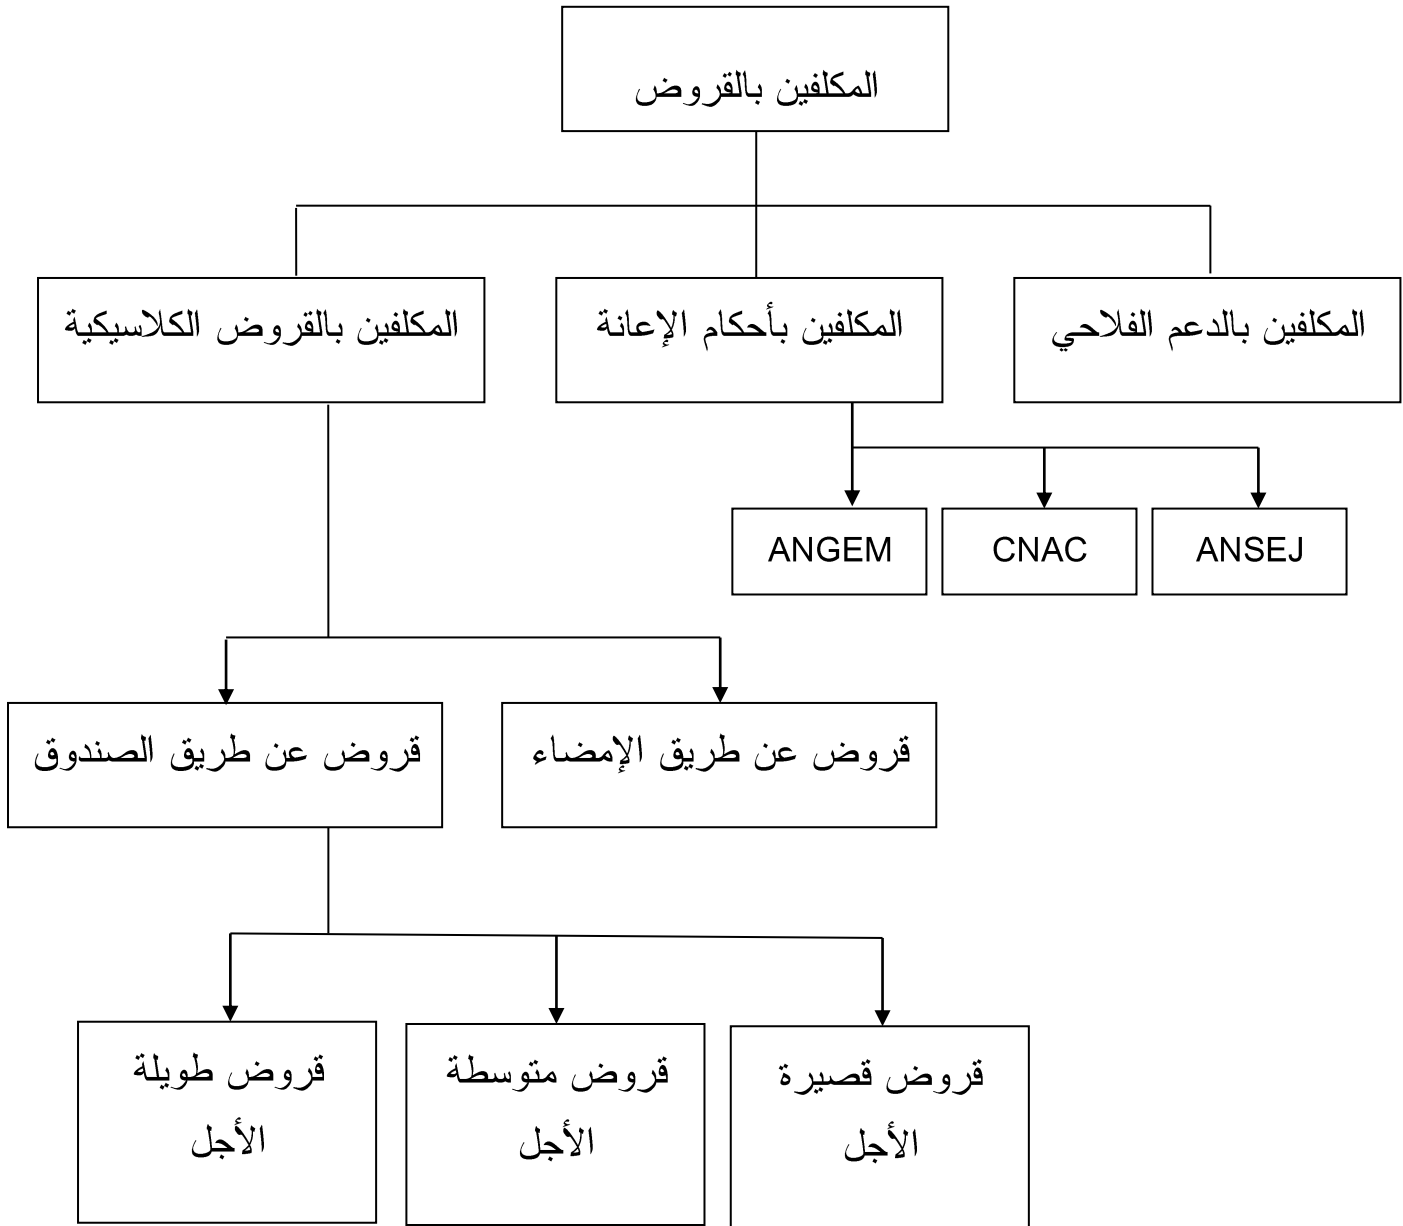 المكلفين بالقروض
المكلفين بالدعم الفلاحي
المكلفين بأحكام الإعانة
المكلفين بالقروض الكلاسيكية
ANSEJ
CNAC
ANGEM
قروض عن طريق الإمضاء
قروض عن طريق الصندوق
قروض قصيرة
الأجل
قروض متوسطة
الأجل
قروض طويلة
الأجل